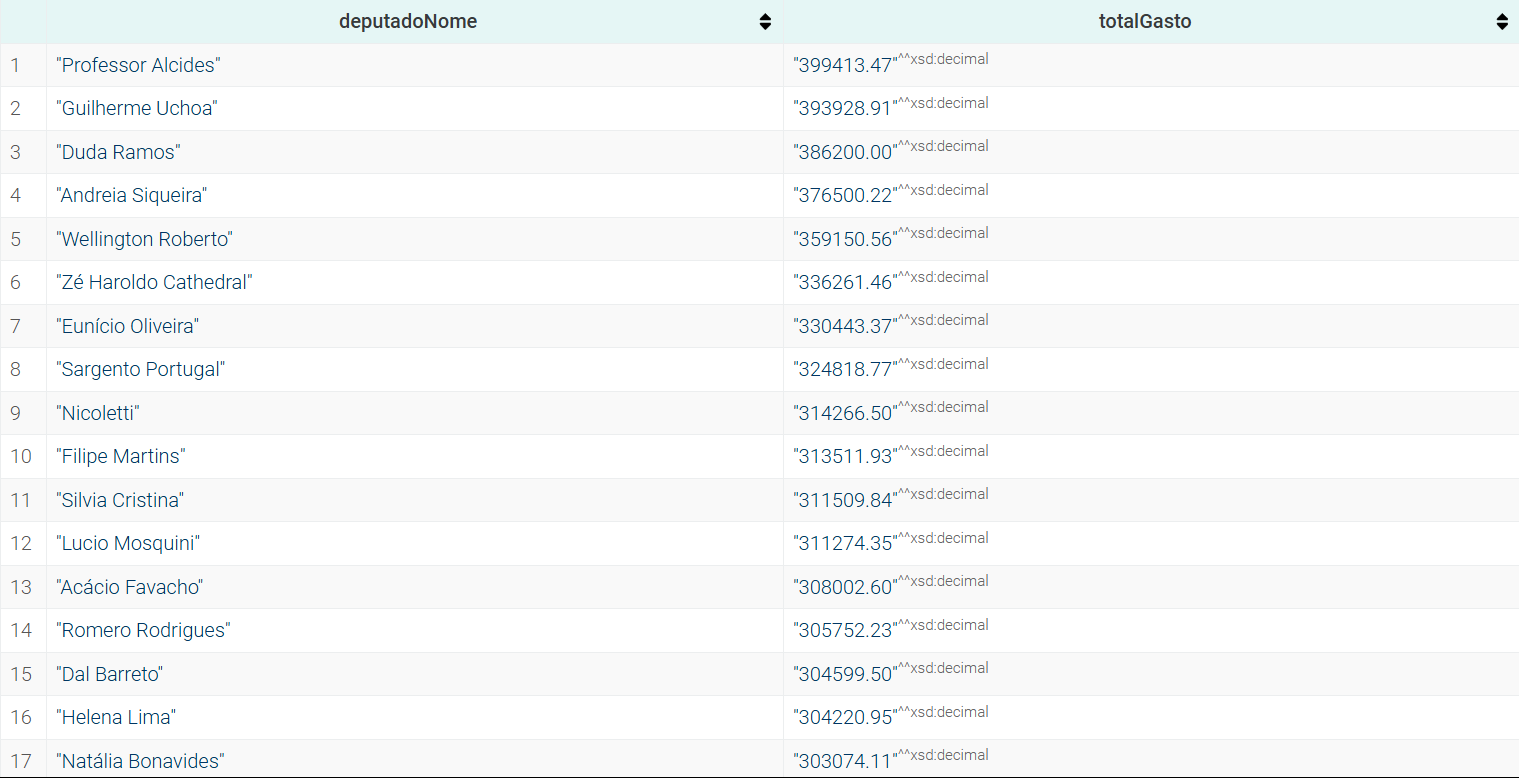 deputadoNome totalGasto
1 "Professor Alcides" "399413.47"^^xsd:decimal
2 "Guilherme Uchoa" "393928.91"^^xsd:decimal
3 "Duda Ramos" "386200.00"^^xsd:decimal
4 "Andreia Siqueira" "376500.22"^^xsd:decimal
5 "Wellington Roberto" "359150.56"^^xsd:decimal
6 "Zé Haroldo Cathedral" "336261.46"^^xsd:decimal
7 "Eunício Oliveira" "330443.37"^^xsd:decimal
8 "Sargento Portugal" "324818.77"^^xsd:decimal
9 "Nicoletti" "314266.50"^^xsd:decimal
10 "Filipe Martins" "313511.93"^^xsd:decimal
11 "Silvia Cristina" "311509.84"^^xsd:decimal
12 "Lucio Mosquini" "311274.35"^^xsd:decimal
13 "Acácio Favacho" "308002.60"^^xsd:decimal
14 "Romero Rodrigues" "305752.23"^^xsd:decimal
15 "Dal Barreto" "304599.50"^^xsd:decimal
16 "Helena Lima" "304220.95"^^xsd:decimal
17 "Natália Bonavides" "303074.11"^^xsd:decimal